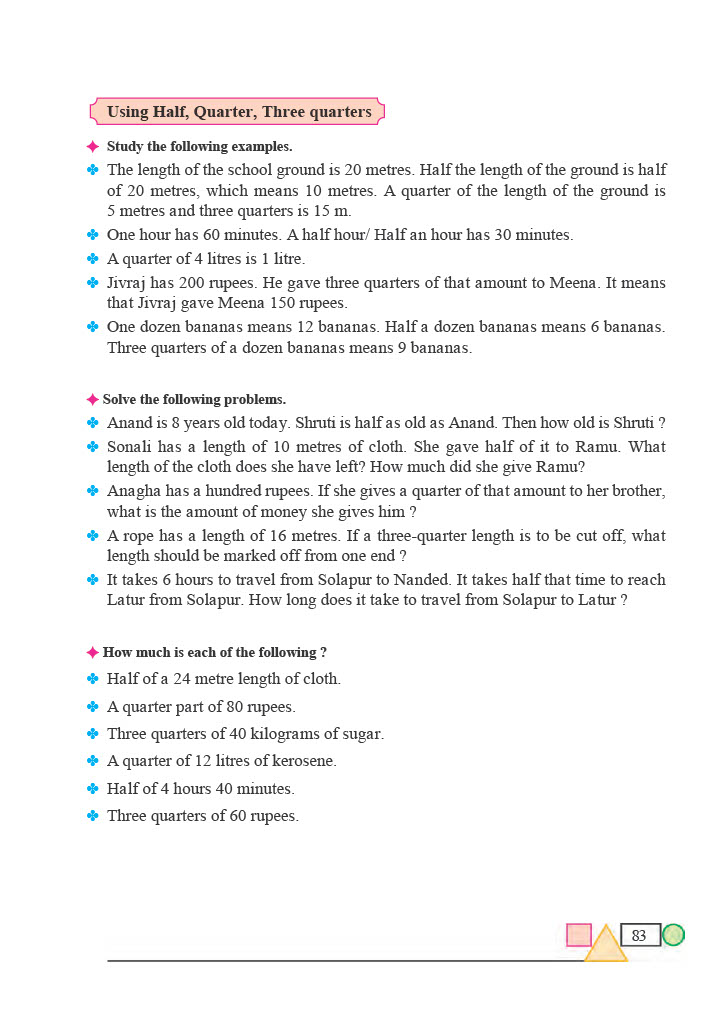 Using Half, Quarter, Three quarters
Study the following examples.
The length of the school ground is 20 metres. Half the length of the ground is half
of 20 metres, which means 10 metres. A quarter of the length of the ground is
5 metres and three quarters is 15 m.
One hour has 60 minutes. A half hour/ Half an hour has 30 minutes.
A quarter of 4 litres is 1 litre.
Jivraj has 200 rupees. He gave three quarters of that amount to Meena. It means
that Jivraj gave Meena 150 rupees.
One dozen bananas means 12 bananas. Half a dozen bananas means 6 bananas.
Three quarters of a dozen bananas means 9 bananas.
Solve the following problems.
Anand is 8 years old today. Shruti is half as old as Anand. Then how old is Shruti ?
Sonali has a length of 10 metres of cloth. She gave half of it to Ramu. What
length of the cloth does she have left? How much did she give Ramu?
Anagha has a hundred rupees. If she gives a quarter of that amount to her brother,
what is the amount of money she gives him ?
A rope has a length of 16 metres. If a three-quarter length is to be cut off, what
length should be marked off from one end ?
It takes 6 hours to travel from Solapur to Nanded. It takes half that time to reach
Latur from Solapur. How long does it take to travel from Solapur to Latur ?
How much is each of the following ?
Half of a 24 metre length of cloth.
A quarter part of 80 rupees.
Three quarters of 40 kilograms of sugar.
A quarter of 12 litres of kerosene.
Half of 4 hours 40 minutes.
Three quarters of 60 rupees.
83